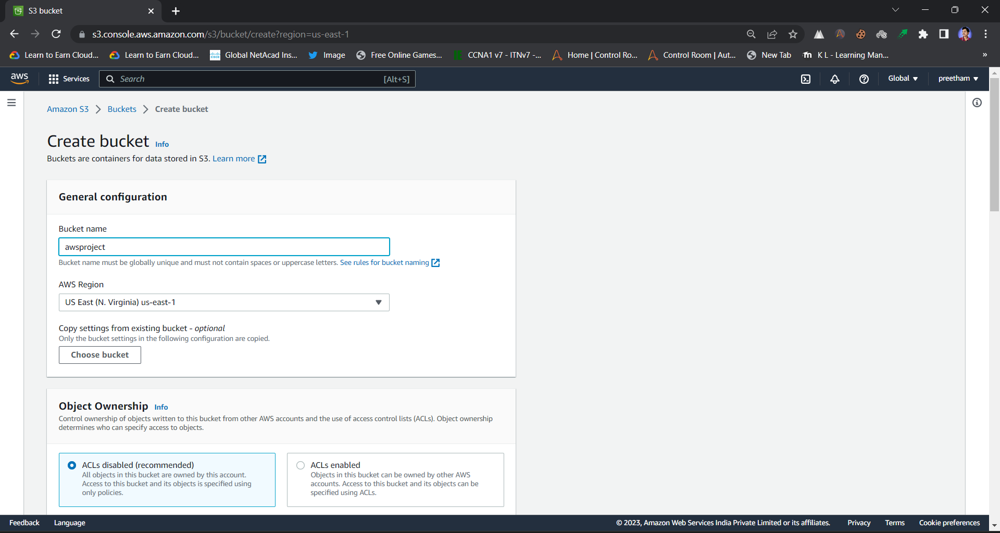 S3 bucket
s3.console.aws.amazon.com/s3/bucket/create?region=us-east-1
Learn to Earn Cloud... Learn to Earn Cloud... Global NetAcad Ins... Image Free Online Games... CCNA1 v7 - ITNv7 -... Home | Control Ro... Control Room | Aut... New Tab K L - Learning Man... »
aws Services Search [Alt+S] Global preetham
Amazon S3 Buckets Create bucket
Create bucket Info
Buckets are containers for data stored in S3. Learn more
General configuration
Bucket name
awsproject
Bucket name must be globally unique and must not contain spaces or uppercase letters. See rules for bucket naming
AWS Region
US East (N. Virginia) us-east-1
Copy settings from existing bucket - optional
Only the bucket settings in the following configuration are copied.
Choose bucket
Object Ownership Info
Control ownership of objects written to this bucket from other AWS accounts and the use of access control lists (ACLs). Object ownership
determines who can specify access to objects.
ACLs disabled (recommended)
All objects in this bucket are owned by this account.
Access to this bucket and its objects is specified using
only policies.
ACLs enabled
Objects in this bucket can be owned by other AWS
accounts. Access to this bucket and its objects can be
specified using ACLs.
Feedback Language © 2023, Amazon Web Services India Private Limited or its affiliates. Privacy Terms Cookie preferences